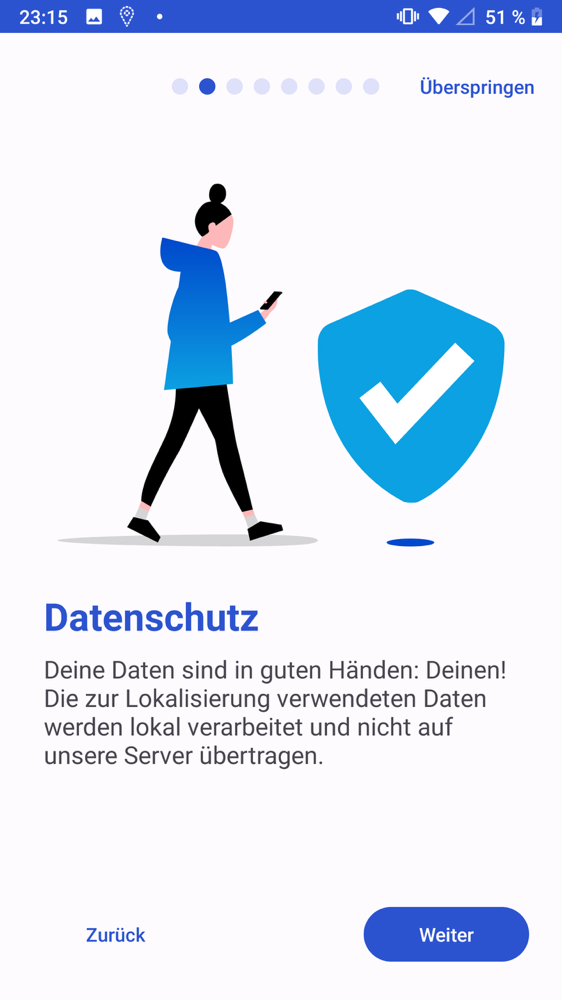 23:15
51 %
Überspringen
Datenschutz
Deine Daten sind in guten Händen: Deinen!
Die zur Lokalisierung verwendeten Daten
werden lokal verarbeitet und nicht auf
unsere Server übertragen.
Zurück
Weiter